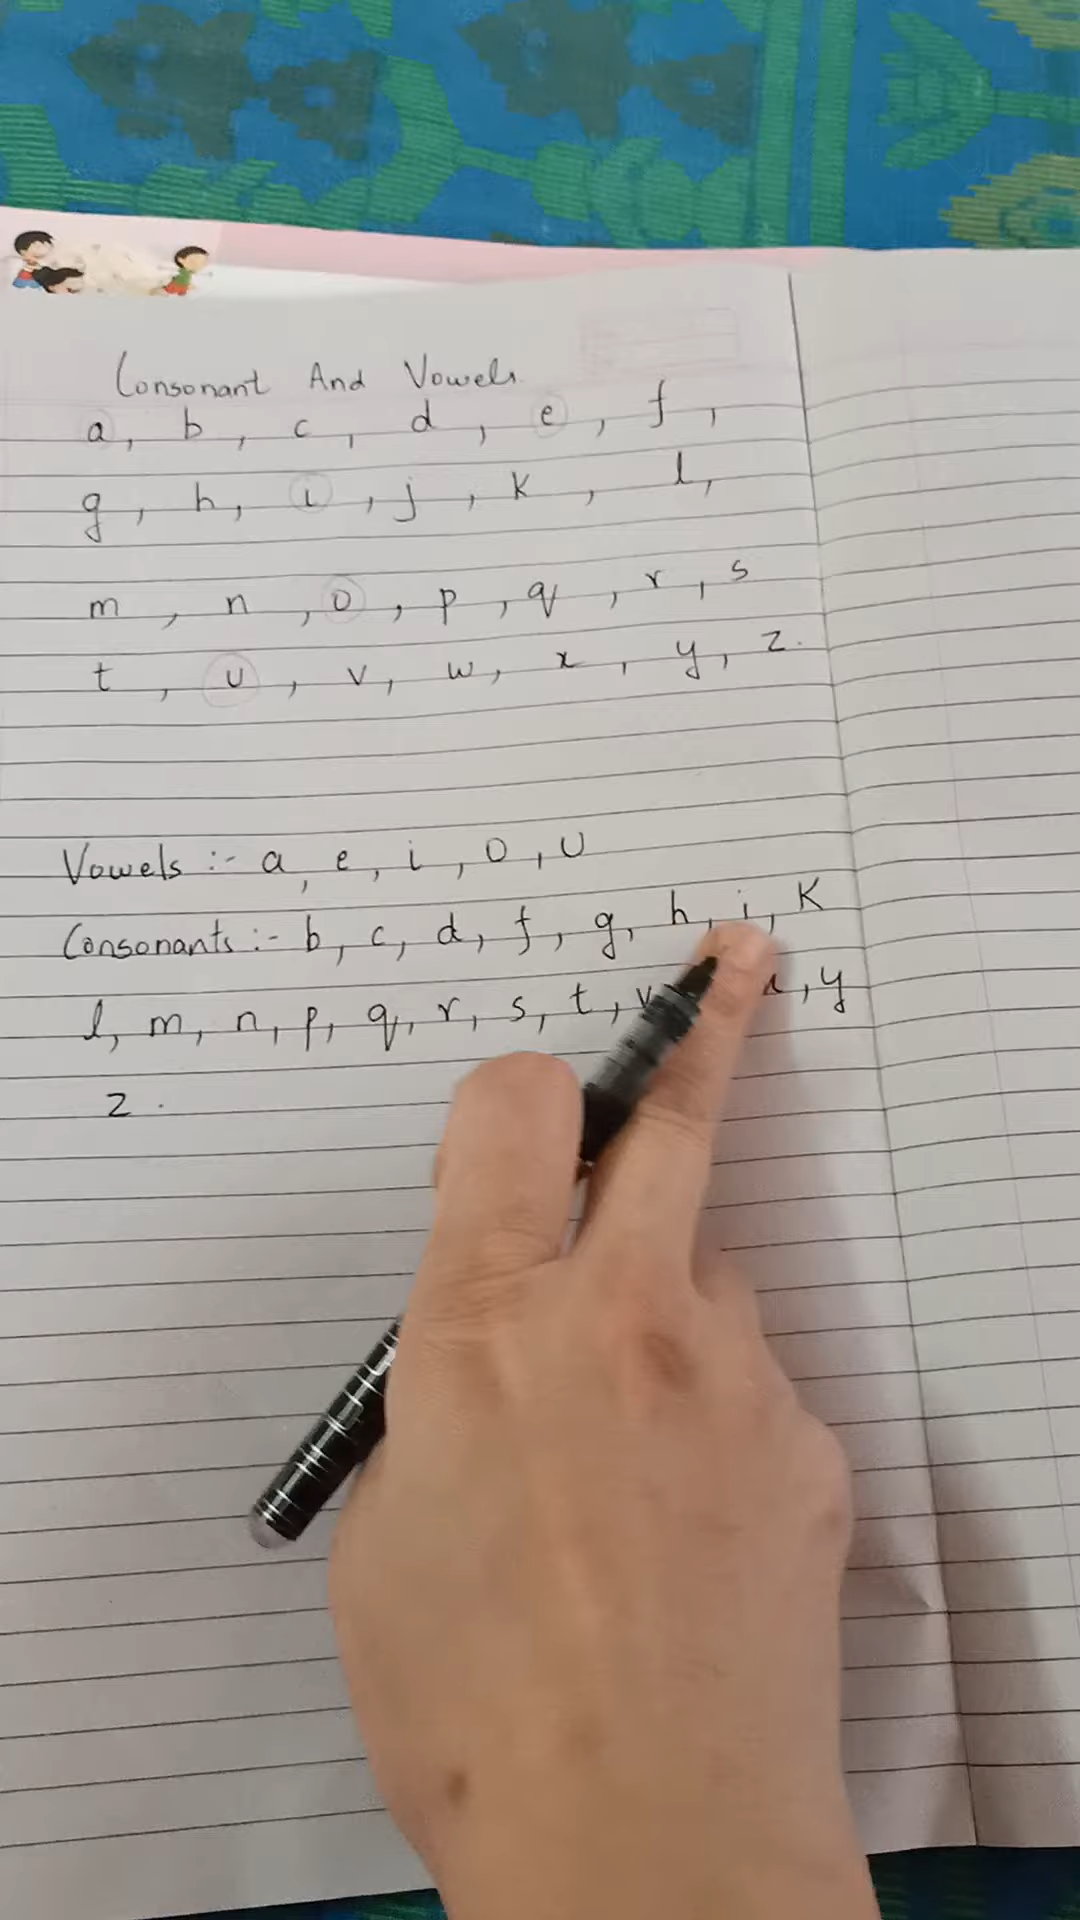 Consonant And Vowels
a, b, c, d, e, f,
g, h, i, j, k, l,
m, n, o, p, q, r, s
t, u, v, w, x, y, z.
Vowels :- a, e, i, o, u
Consonants :- b, c, d, f, g, h, k
l, m, n, p, q, r, s, t, v, y
z.